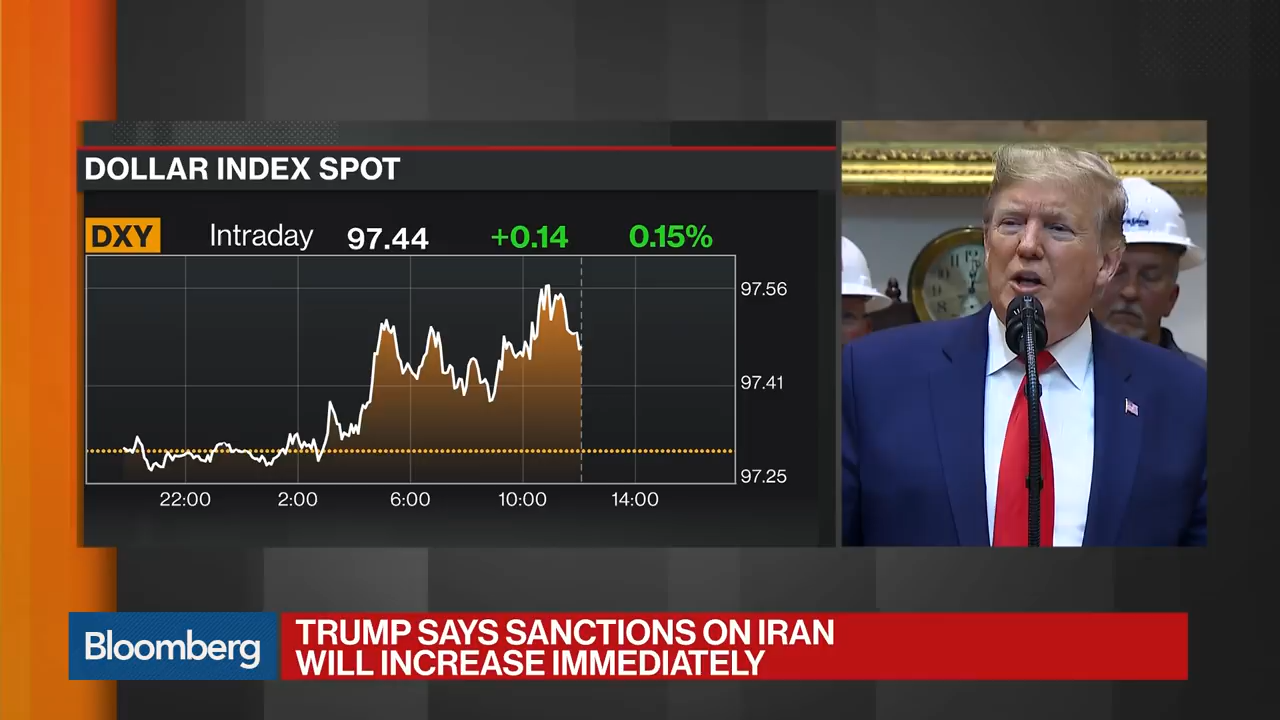 DOLLAR INDEX SPOT
DXY Intraday 97.44 +0.14 0.15%
97.56
97.41
97.25
22:00 2:00 6:00 10:00 14:00
Bloomberg
TRUMP SAYS SANCTIONS ON IRAN
WILL INCREASE IMMEDIATELY